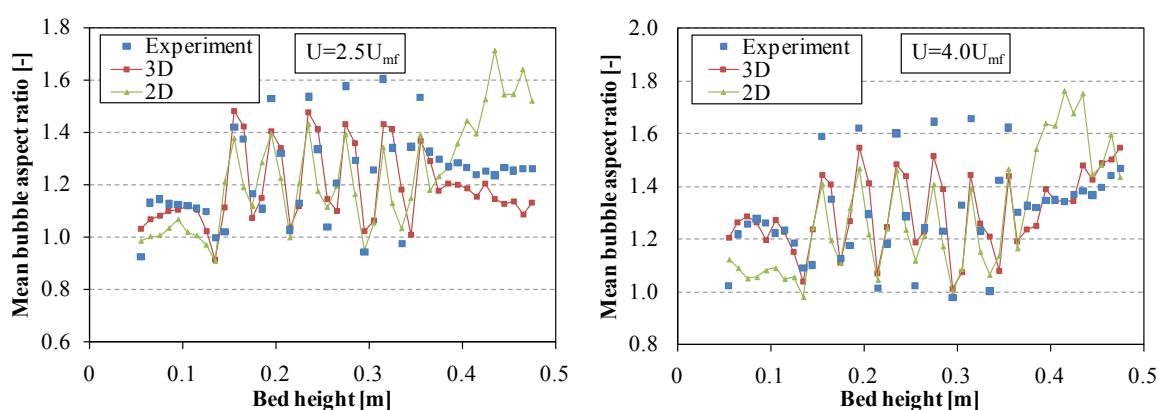 Mean bubble aspect ratio [-]
1.8
1.6
1.4
1.2
1.0
0.8
0.6
Experiment
3D
2D
U=2.5Umf
0
0.1
0.2
0.3
0.4
0.5
Bed height [m]
Mean bubble aspect ratio [-]
2.0
1.8
1.6
1.4
1.2
1.0
0.8
Experiment
3D
2D
U=4.0Umf
0
0.1
0.2
0.3
0.4
0.5
Bed height [m]